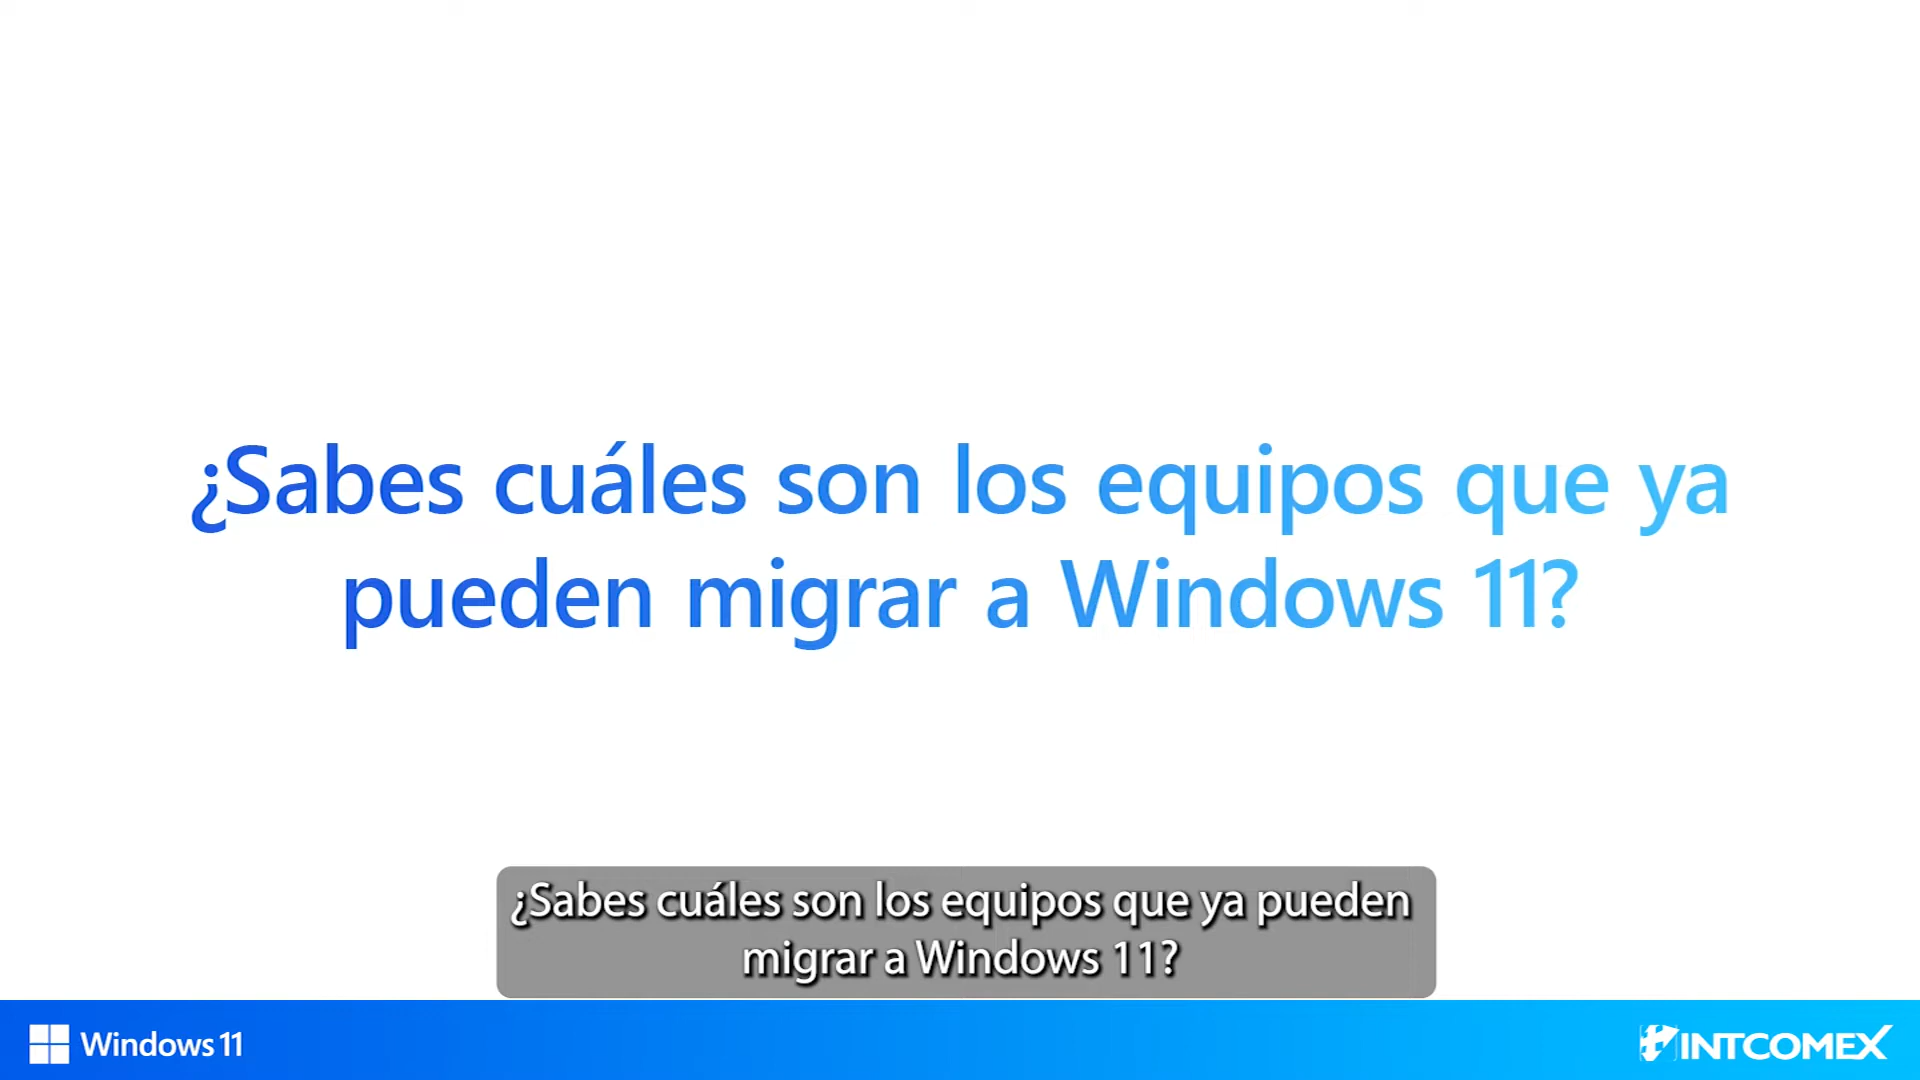 ¿Sabes cuáles son los equipos que ya
pueden migrar a Windows 11?
¿Sabes cuáles son los equipos que ya pueden
migrar a Windows 11?
Windows 11
INTCOMEX